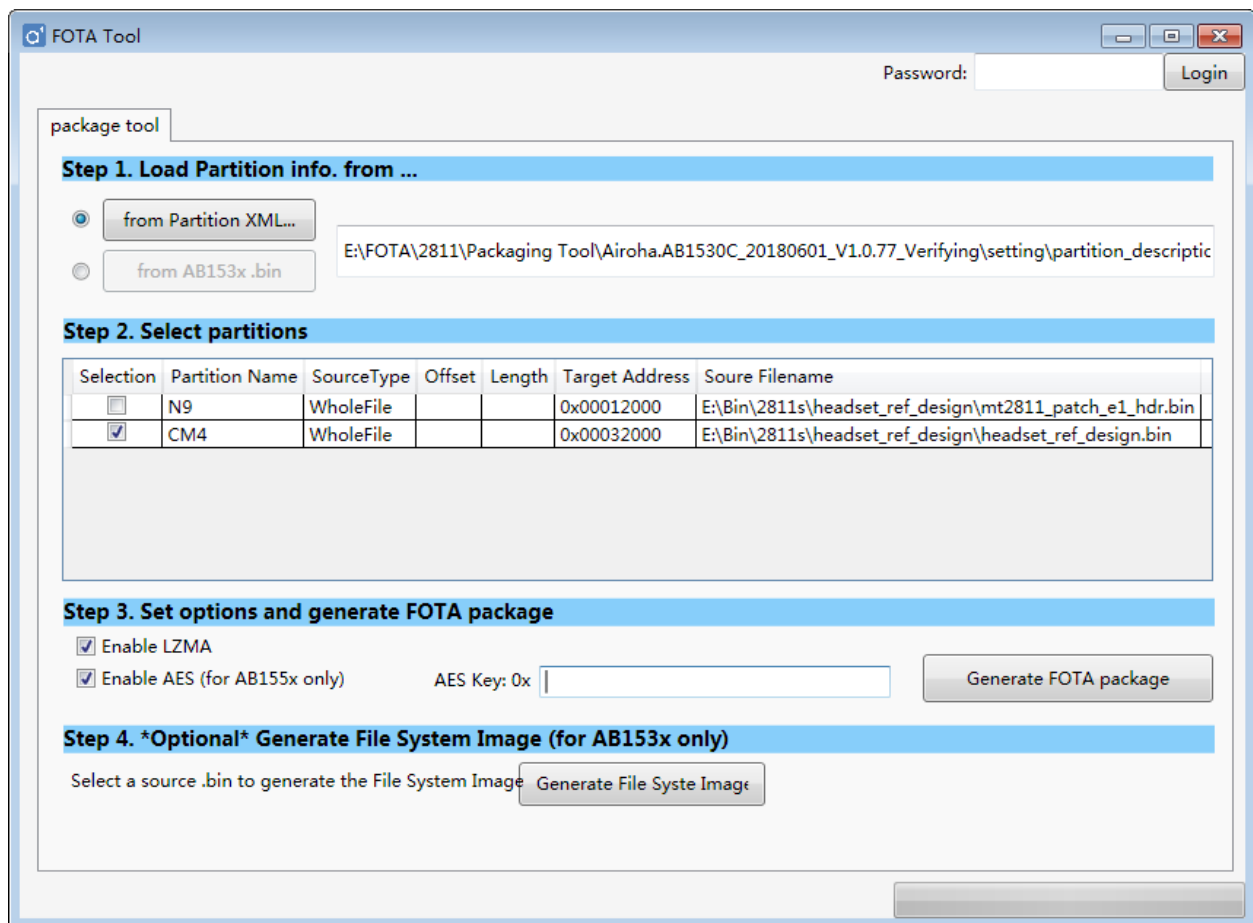 FOTA Tool
Password: Login
package tool
Step 1. Load Partition info. from ...
from Partition XML...
E:\FOTA\2811\Packaging Tool\Airoha.AB1530C_20180601_V1.0.77_Verifying\setting\partition_descriptic
from AB153x .bin
Step 2. Select partitions
Selection Partition Name SourceType Offset Length Target Address Soure Filename
N9 WholeFile 0x00012000 E:\Bin\2811s\headset_ref_design\mt2811_patch_e1_hdr.bin
CM4 WholeFile 0x00032000 E:\Bin\2811s\headset_ref_design\headset_ref_design.bin
Step 3. Set options and generate FOTA package
Enable LZMA
Enable AES (for AB155x only) AES Key: 0x Generate FOTA package
Step 4. *Optional* Generate File System Image (for AB153x only)
Select a source .bin to generate the File System Image Generate File Syste Image